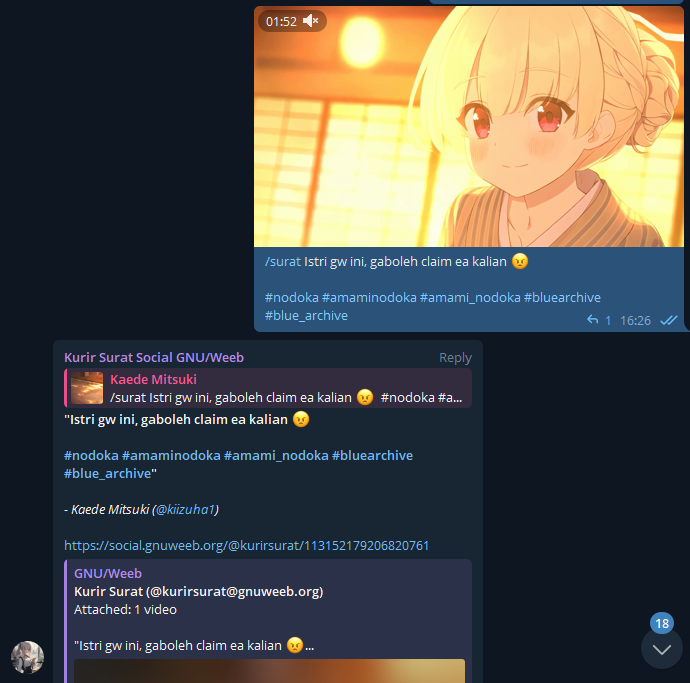 01:52
/surat Istri gw ini, gaboleh claim ea kalian 😠
#nodoka #amaminodoka #amami_nodoka #bluearchive
#blue_archive
1 16:26
Kurir Surat Social GNU/Weeb Reply
Kaede Mitsuki
/surat Istri gw ini, gaboleh claim ea kalian 😠 #nodoka #a...
"Istri gw ini, gaboleh claim ea kalian 😠
#nodoka #amaminodoka #amami_nodoka #bluearchive
#blue_archive"
- Kaede Mitsuki (@kiizuha1)
https://social.gnuweeb.org/@kurirsurat/113152179206820761
GNU/Weeb
Kurir Surat (@kurirsurat@gnuweeb.org)
Attached: 1 video
"Istri gw ini, gaboleh claim ea kalian 😠...
18